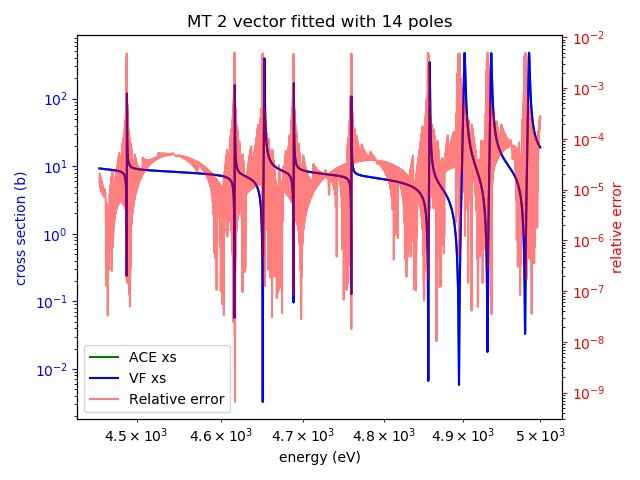 MT 2 vector fitted with 14 poles
cross section (b)
10²
10¹
10⁰
10⁻¹
10⁻²
10⁻²
10⁻³
10⁻⁴
10⁻⁵
10⁻⁶
10⁻⁷
10⁻⁸
10⁻⁹
relative error
ACE xs
VF xs
Relative error
4.5 × 10³ 4.6 × 10³ 4.7 × 10³ 4.8 × 10³ 4.9 × 10³ 5 × 10³
energy (eV)